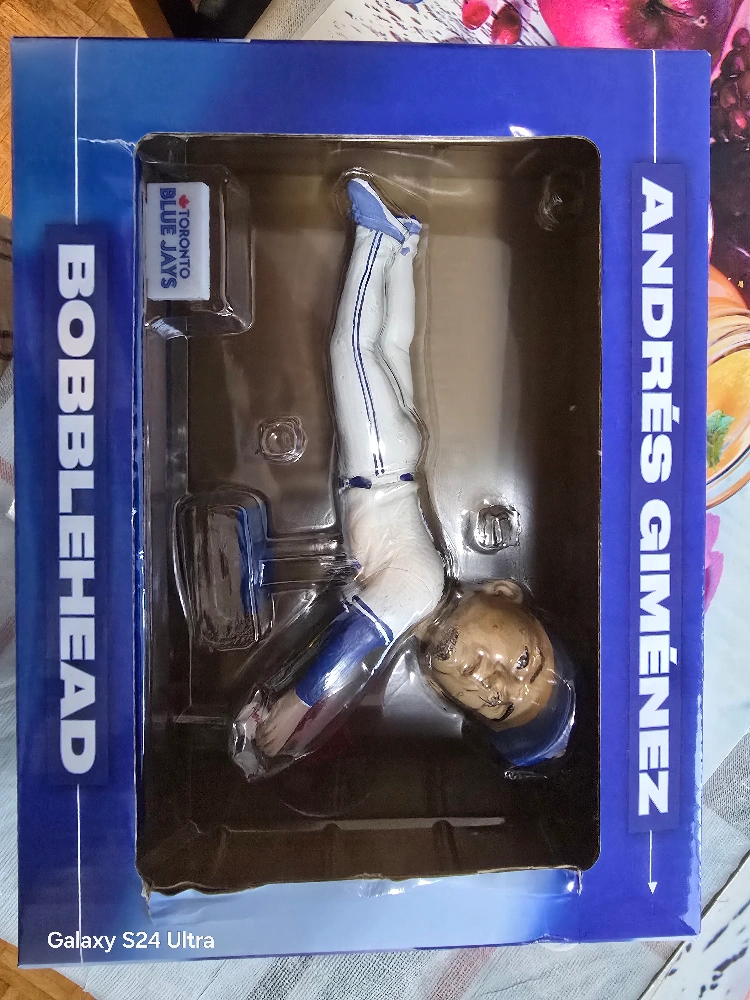 ANDRÉS GIMÉNEZ
TORONTO
BLUE JAYS
BOBBLEHEAD
Galaxy S24 Ultra